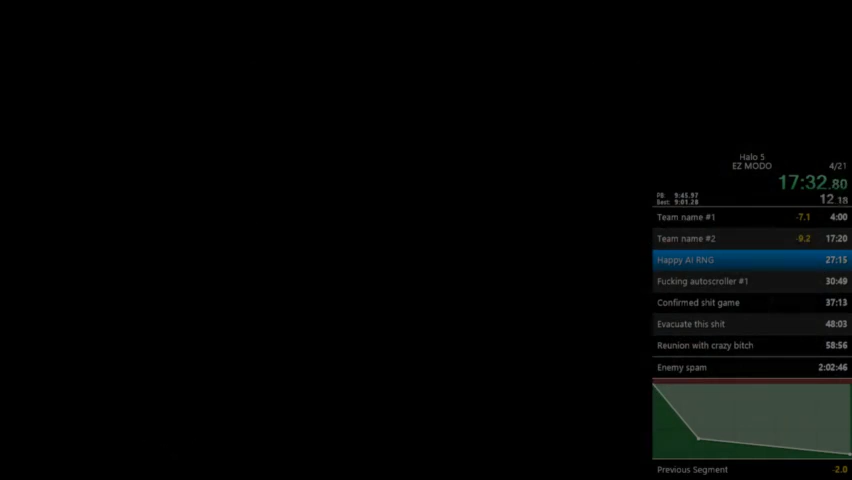 Halo 5
EZ MODO 4/21
17:32.80
PB: 9:45.97 12.18
Best: 9:01.28
Team name #1 -7.1 4:00
Team name #2 -9.2 17:20
Happy AI RNG 27:15
Fucking autoscroller #1 30:49
Confirmed shit game 37:13
Evacuate this shit 48:03
Reunion with crazy bitch 58:56
Enemy spam 2:02:46
Previous Segment -2.0